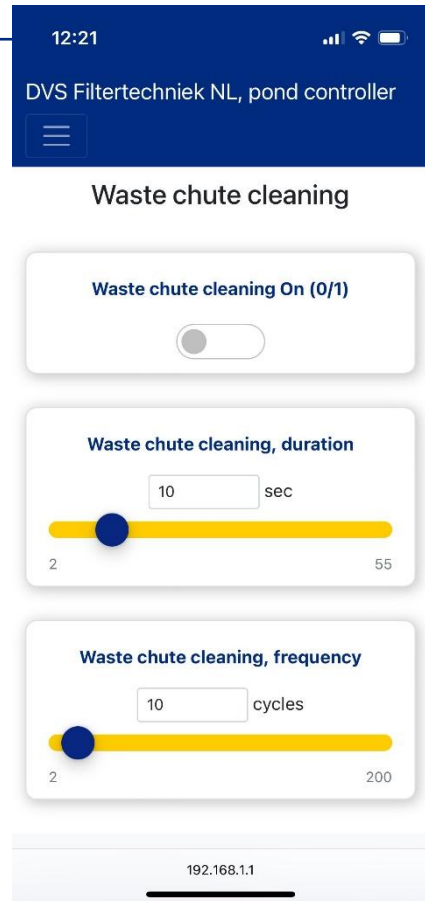 12:21
DVS Filtertechniek NL, pond controller
Waste chute cleaning
Waste chute cleaning On (0/1)
Waste chute cleaning, duration
10 sec
2 55
Waste chute cleaning, frequency
10 cycles
2 200
192.168.1.1